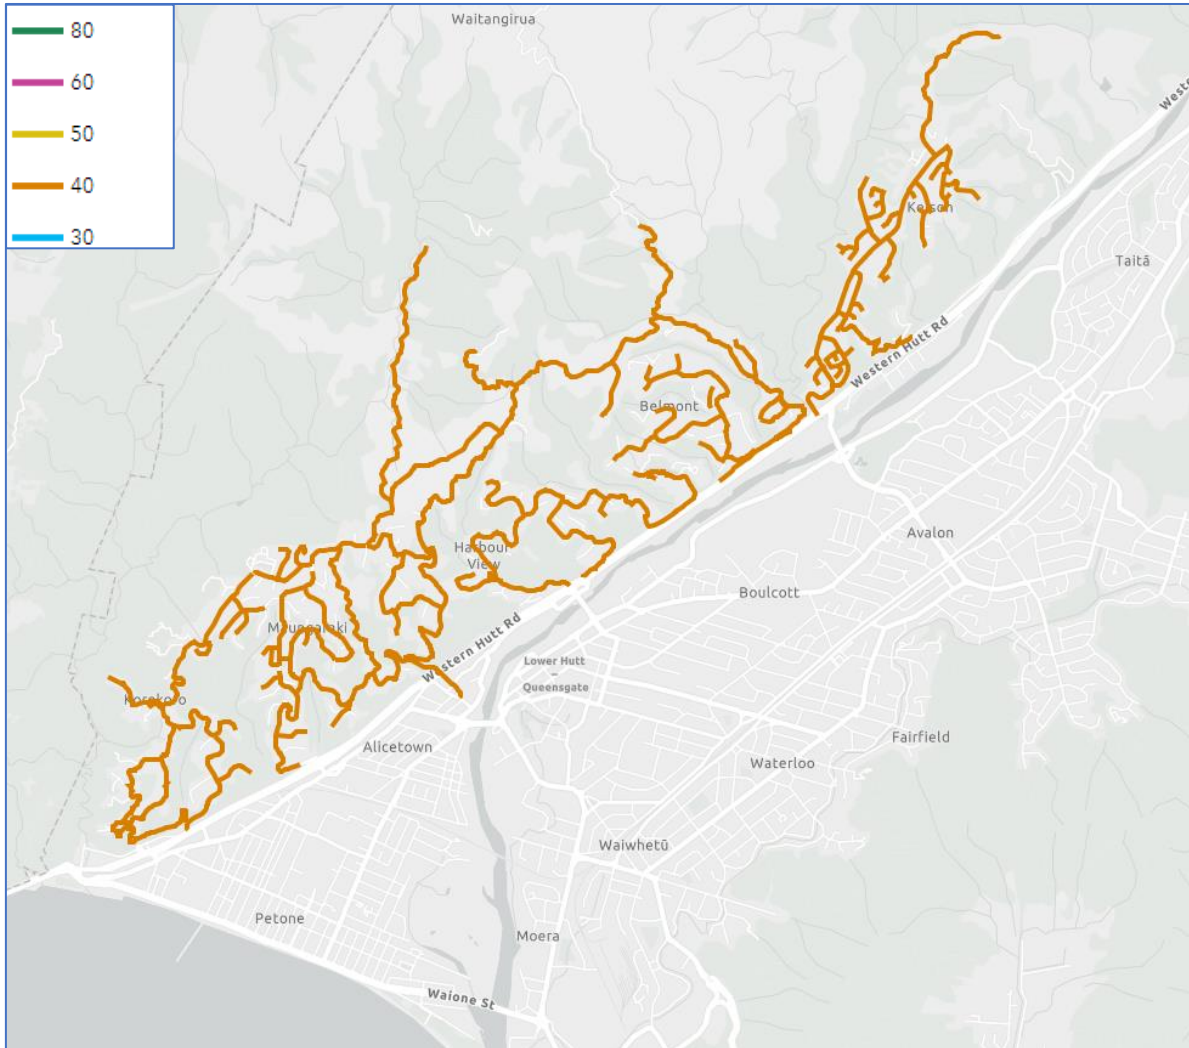 80
60
50
40
30
Waitangirua
Kelson
Taitā
Western Hutt Rd
Belmont
Avalon
Harbour
View
Boulcott
Maungaraki
Western Hutt Rd
Lower Hutt
–
Queensgate
Korokoro
Alicetown
Fairfield
Waterloo
Waiwhetū
Petone
Moera
Waione St